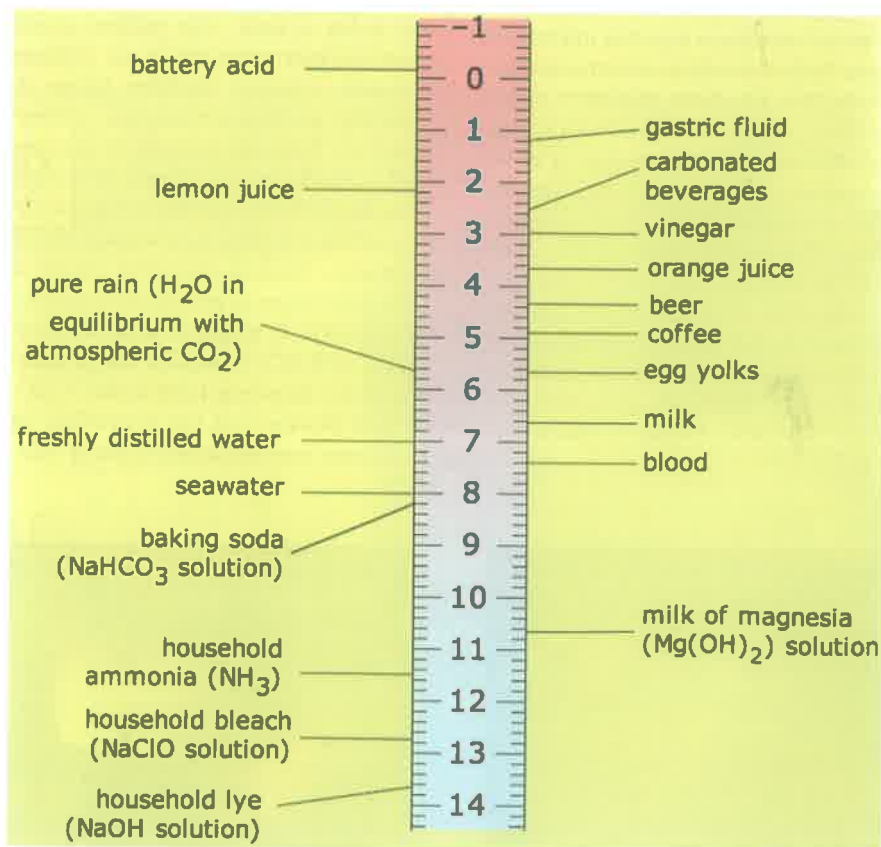 battery acid
lemon juice
pure rain (H₂O in
equilibrium with
atmospheric CO₂)
freshly distilled water
seawater
baking soda
(NaHCO₃ solution)
household
ammonia (NH₃)
household bleach
(NaClO solution)
household lye
(NaOH solution)
-1
0
1
2
3
4
5
6
7
8
9
10
11
12
13
14
gastric fluid
carbonated
beverages
vinegar
orange juice
beer
coffee
egg yolks
milk
blood
milk of magnesia
(Mg(OH)₂) solution